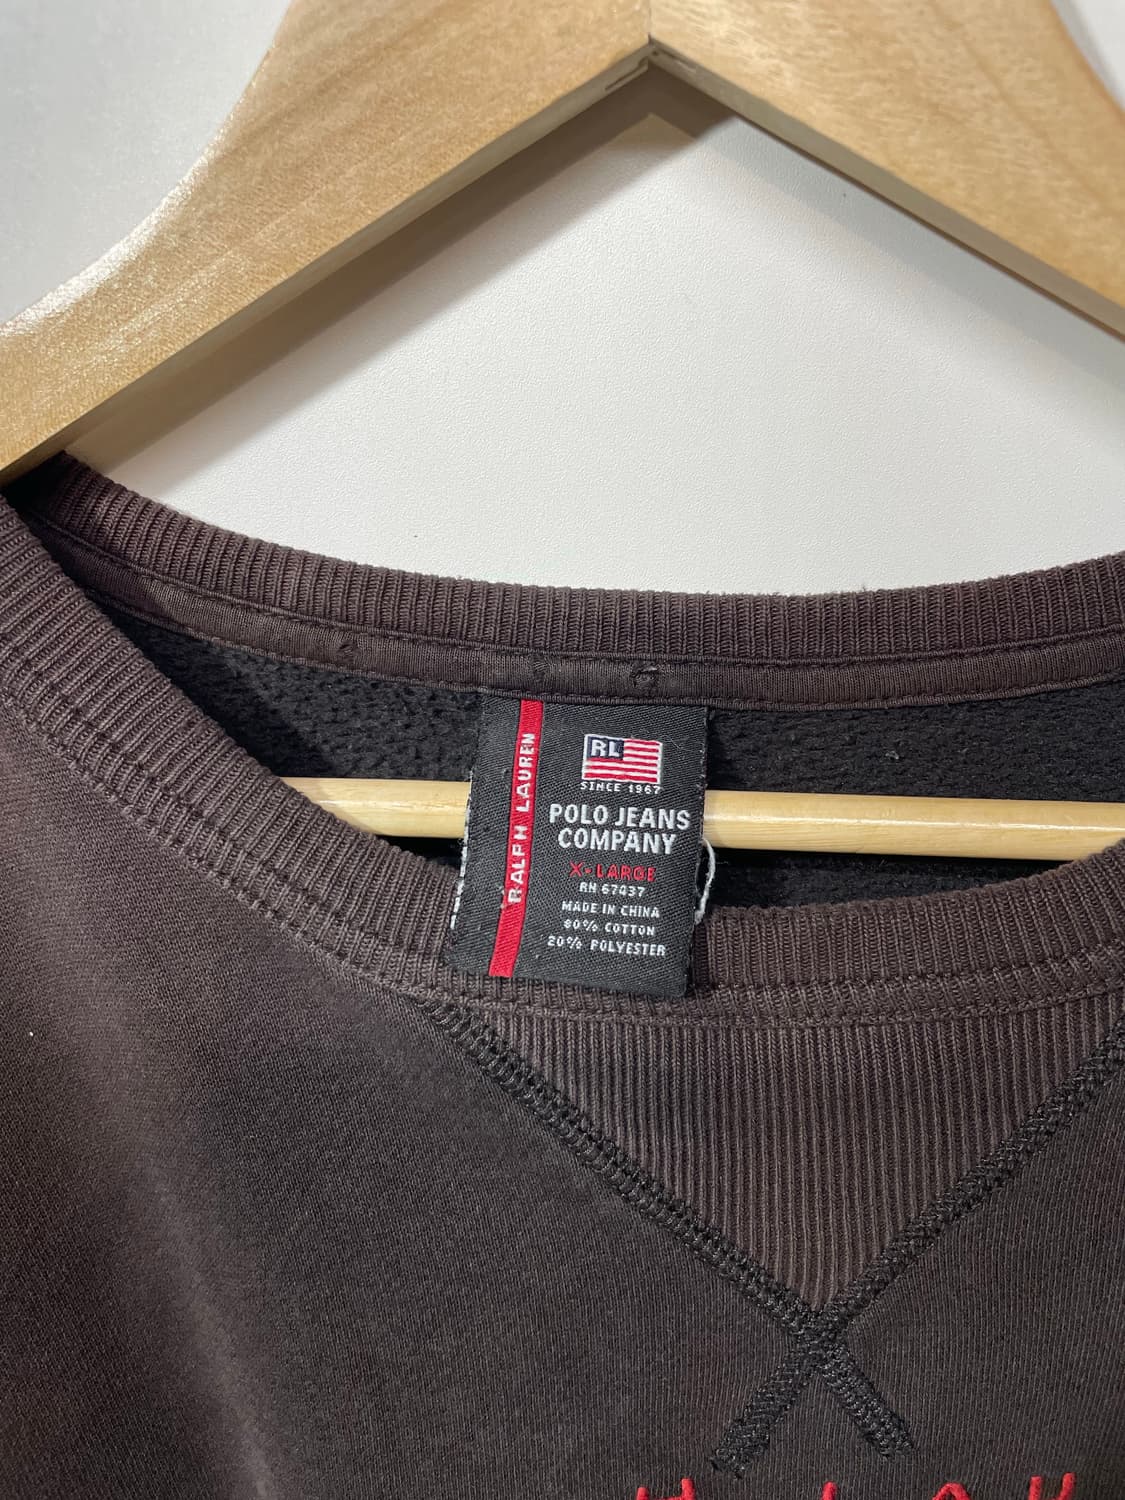 RALPH LAUREN
RL
SINCE 1967
POLO JEANS
COMPANY
X-LARGE
RN 67437
MADE IN CHINA
80% COTTON
20% POLYESTER